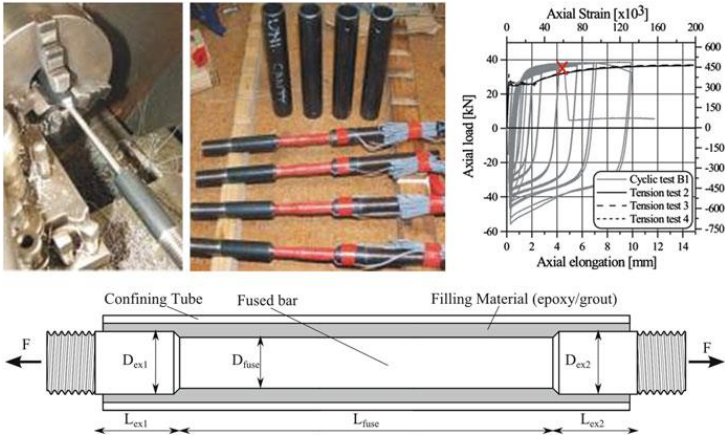 UNI
CAVITY
Axial Strain [x10³]
0 40 80 120 160 200
40
20
0
-20
-40
-60
Axial load [kN]
450
300
150
0
-150
-300
-450
-600
-750
Cyclic test B1
Tension test 2
Tension test 3
Tension test 4
0 2 4 6 8 10 12 14
Axial elongation [mm]
Confining Tube
Fused bar
Filling Material (epoxy/grout)
F
Dex1
Dfuse
Dex2
F
Lex1
Lfuse
Lex2